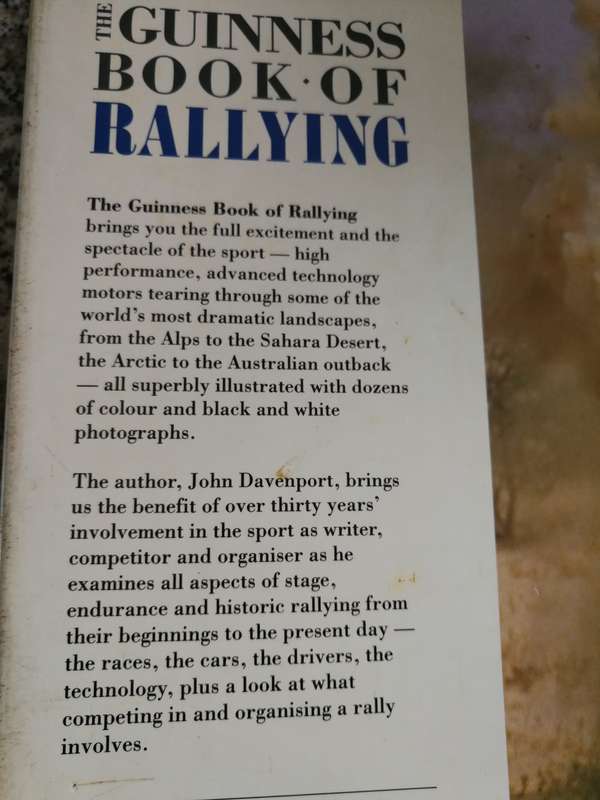 THE GUINNESS
BOOK · OF
RALLYING
The Guinness Book of Rallying
brings you the full excitement and the
spectacle of the sport — high
performance, advanced technology
motors tearing through some of the
world's most dramatic landscapes,
from the Alps to the Sahara Desert,
the Arctic to the Australian outback
— all superbly illustrated with dozens
of colour and black and white
photographs.
The author, John Davenport, brings
us the benefit of over thirty years'
involvement in the sport as writer,
competitor and organiser as he
examines all aspects of stage,
endurance and historic rallying from
their beginnings to the present day —
the races, the cars, the drivers, the
technology, plus a look at what
competing in and organising a rally
involves.